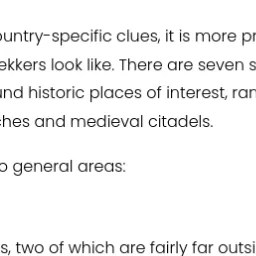 ountry-specific clues, it is more pr
ekkers look like. There are seven s
und historic places of interest, ran
ches and medieval citadels.
o general areas:
s, two of which are fairly far outsi